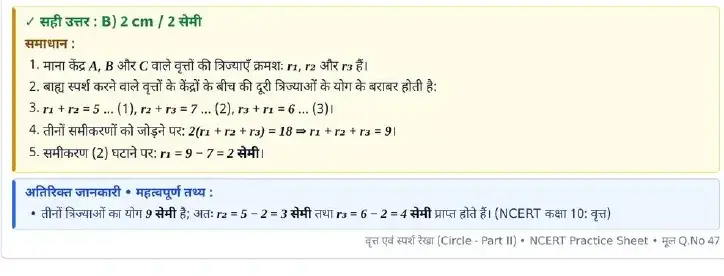 ✓ सही उत्तर : B) 2 cm / 2 सेमी
समाधान :
1. माना केंद्र A, B और C वाले वृत्तों की त्रिज्याएँ क्रमशः r₁, r₂ और r₃ हैं।
2. बाह्य स्पर्श करने वाले वृत्तों के केंद्रों के बीच की दूरी त्रिज्याओं के योग के बराबर होती है:
3. r₁ + r₂ = 5 ... (1), r₂ + r₃ = 7 ... (2), r₃ + r₁ = 6 ... (3)।
4. तीनों समीकरणों को जोड़ने पर: 2(r₁ + r₂ + r₃) = 18 ⇒ r₁ + r₂ + r₃ = 9।
5. समीकरण (2) घटाने पर: r₁ = 9 − 7 = 2 सेमी।
अतिरिक्त जानकारी • महत्वपूर्ण तथ्य :
• तीनों त्रिज्याओं का योग 9 सेमी है; अतः r₂ = 5 − 2 = 3 सेमी तथा r₃ = 6 − 2 = 4 सेमी प्राप्त होते हैं। (NCERT कक्षा 10: वृत्त)
वृत्त एवं स्पर्श रेखा (Circle - Part II) • NCERT Practice Sheet • मूल Q.No 47